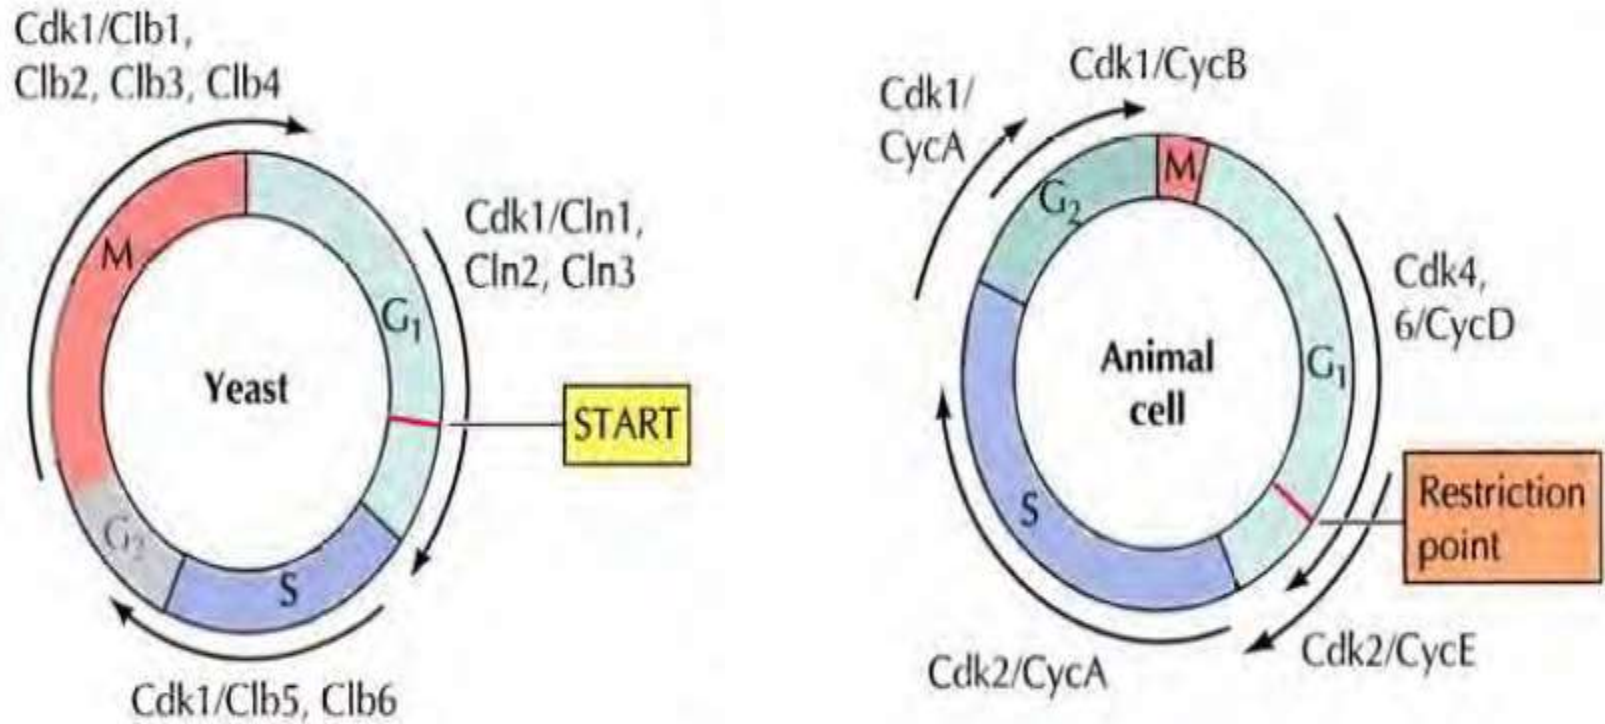 Cdk1/Clb1,
Clb2, Clb3, Clb4
M
G₁
Cdk1/Cln1,
Cln2, Cln3
Yeast
START
G₂
S
Cdk1/Clb5, Clb6
Cdk1/
CycA
Cdk1/CycB
M
G₂
Cdk4,
6/CycD
Animal
cell
G₁
S
Restriction
point
Cdk2/CycA
Cdk2/CycE